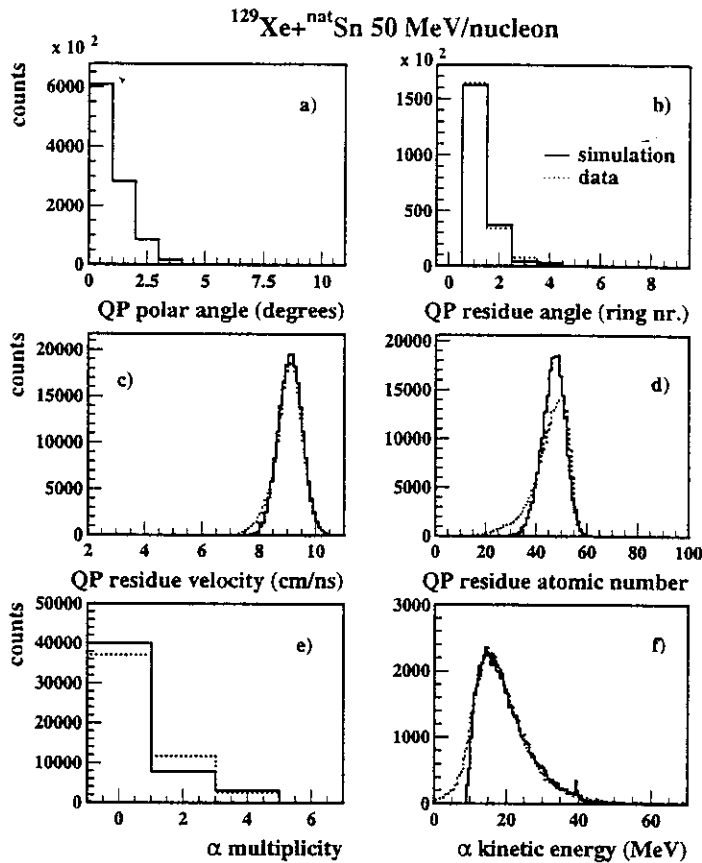 ¹²⁹Xe+ⁿᵃᵗSn 50 MeV/nucleon
x 10²
counts
6000
4000
2000
0
0 2.5 5 7.5 10
a)
QP polar angle (degrees)
x 10²
1500
1000
500
0
0 2 4 6 8
b)
simulation
data
QP residue angle (ring nr.)
counts
20000
15000
10000
5000
0
2 4 6 8 10
c)
QP residue velocity (cm/ns)
20000
15000
10000
5000
0
0 20 40 60 80 100
d)
QP residue atomic number
counts
50000
40000
30000
20000
10000
0
0 2 4 6
e)
α multiplicity
3000
2000
1000
0
0 20 40 60
f)
α kinetic energy (MeV)